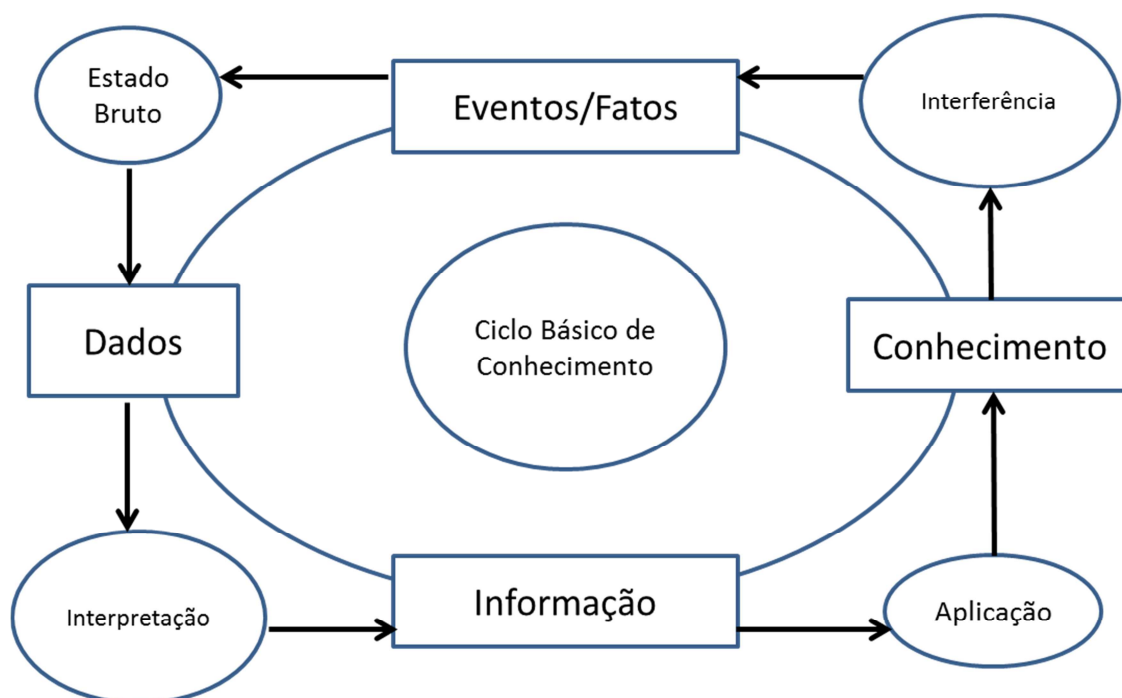 Estado
Bruto
Eventos/Fatos
Interferência
Dados
Ciclo Básico de
Conhecimento
Conhecimento
Interpretação
Informação
Aplicação